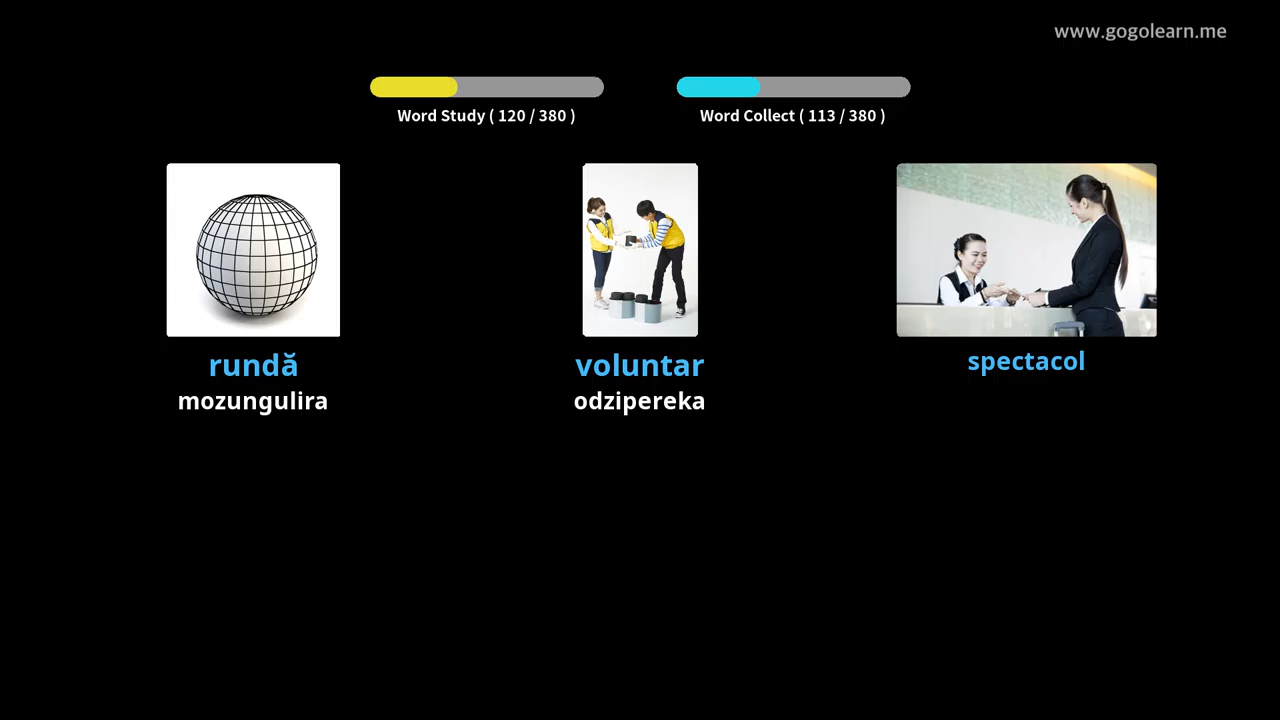 www.gogolearn.me
Word Study ( 120 / 380 )
Word Collect ( 113 / 380 )
rundă
mozungulira
voluntar
odzipereka
spectacol